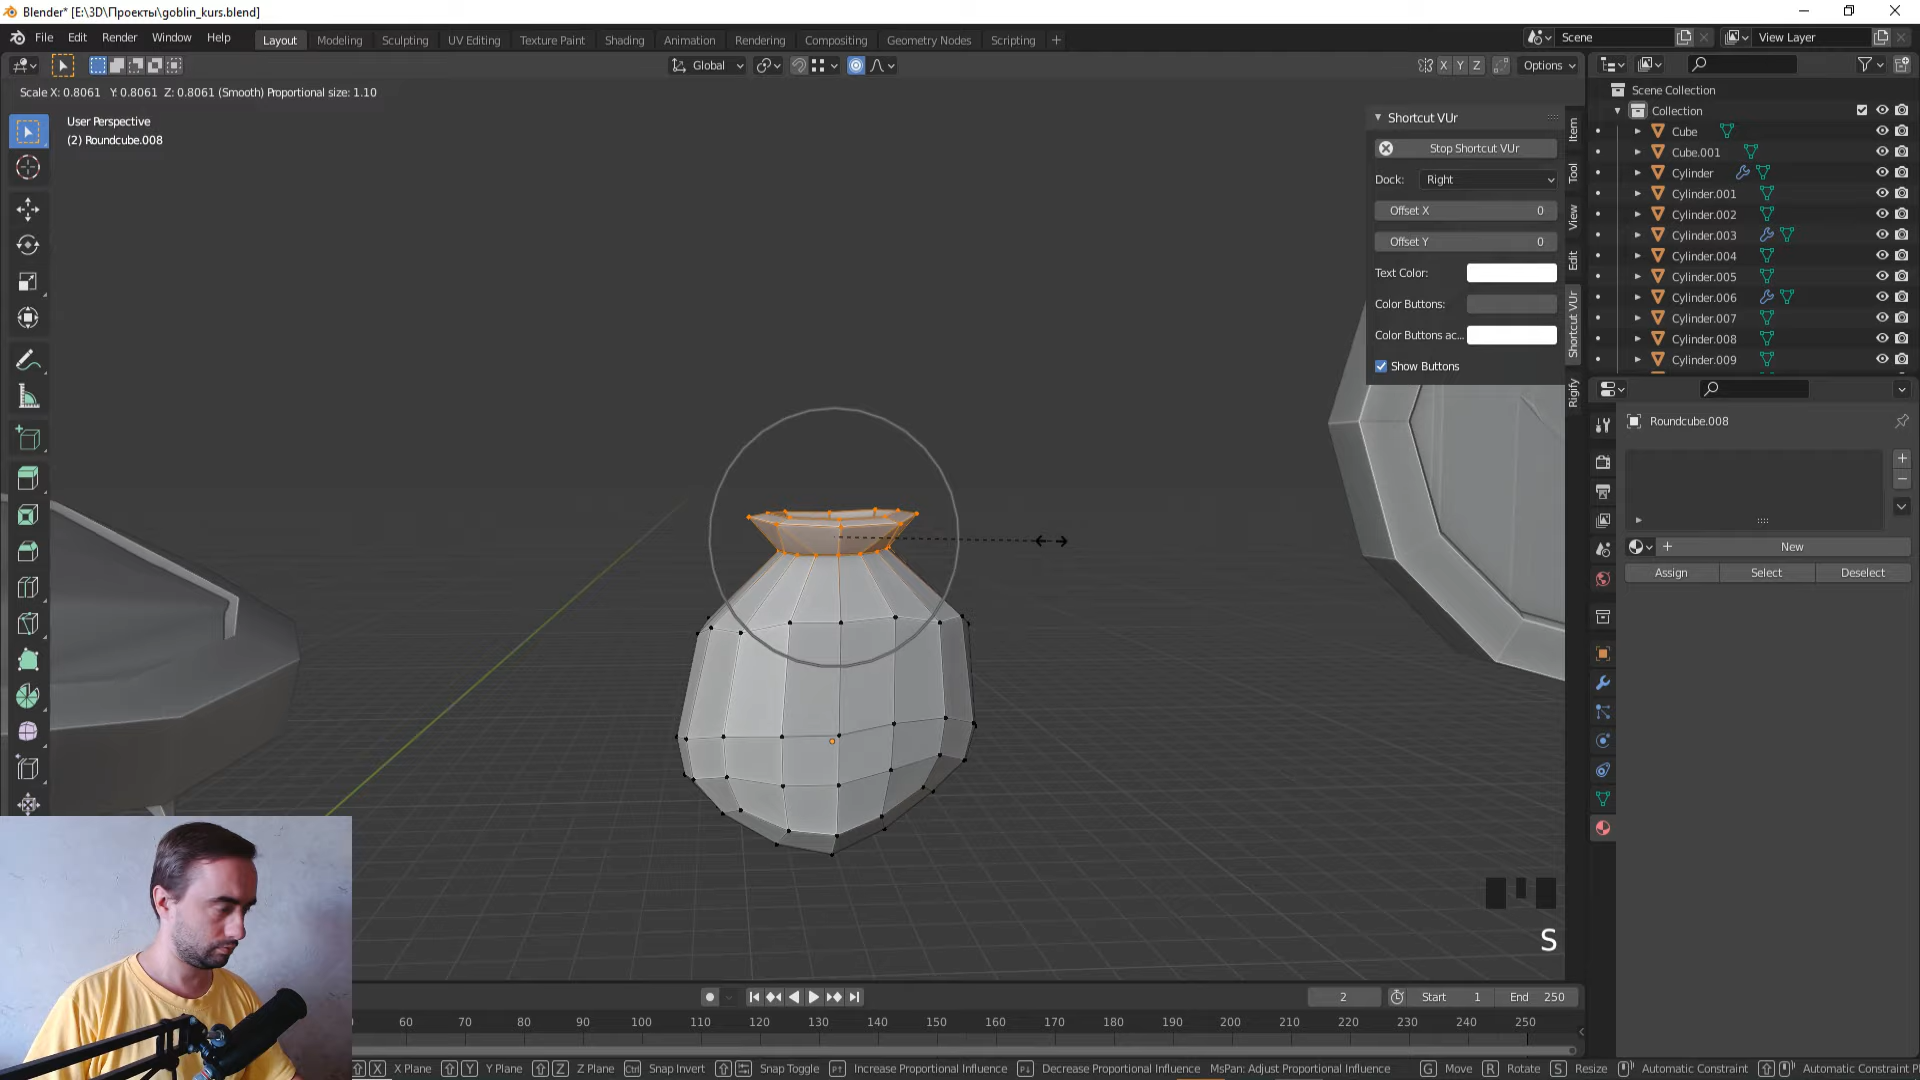 Blender* [E:\3D\Проекты\goblin_kurs.blend]
File Edit Render Window Help
Layout Modeling Sculpting UV Editing Texture Paint Shading Animation Rendering Compositing Geometry Nodes Scripting +
Scene
View Layer
Global
X Y Z
Options
Scale X: 0.8061 Y: 0.8061 Z: 0.8061 (Smooth) Proportional size: 1.10
User Perspective
(2) Roundcube.008
Shortcut VUr
Stop Shortcut VUr
Dock: Right
Offset X 0
Offset Y 0
Text Color:
Color Buttons:
Color Buttons ac...
Show Buttons
Item
Tool
View
Edit
Shortcut VUr
Rigify
Scene Collection
Collection
Cube
Cube.001
Cylinder
Cylinder.001
Cylinder.002
Cylinder.003
Cylinder.004
Cylinder.005
Cylinder.006
Cylinder.007
Cylinder.008
Cylinder.009
Roundcube.008
New
Assign Select Deselect
S
2
Start 1
End 250
60 70 80 90 100 110 120 130 140 150 160 170 180 190 200 210 220 230 240 250
X X Plane Y Y Plane Z Z Plane Ctrl Snap Invert Snap Toggle Increase Proportional Influence Decrease Proportional Influence MsPan: Adjust Proportional Influence G Move R Rotate S Resize Automatic Constraint Automatic Constraint P